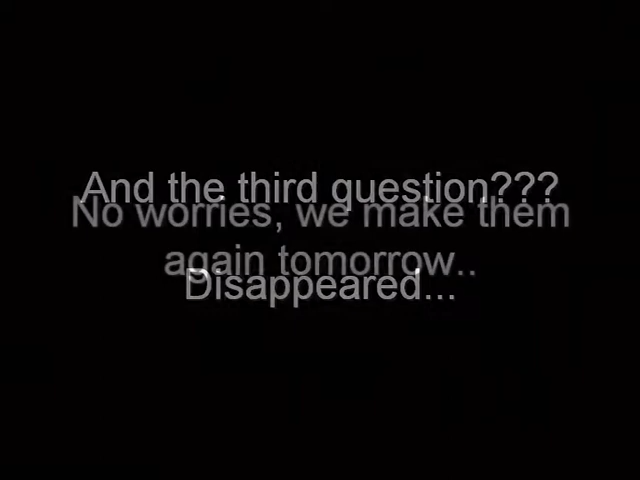 And the third question???
No worries, we make them
again tomorrow..
Disappeared...